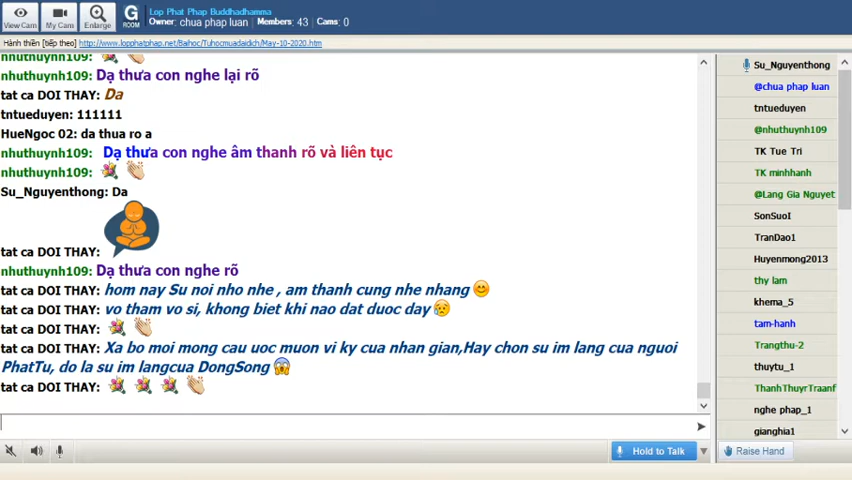 View Cam
My Cam
Enlarge
G
ROOM
Lop Phat Phap Buddhadhamma
Owner: chua phap luan Members: 43 Cams: 0
Hành thiền [tiếp theo] http://www.lopphatphap.net/Baihoc/Tuhocmuadaidich/May-10-2020.htm
nhuthuynh109:
nhuthuynh109: Dạ thưa con nghe lại rõ
tat ca DOI THAY: Da
tntueduyen: 111111
HueNgoc 02: da thua ro a
nhuthuynh109: Dạ thưa con nghe âm thanh rõ và liên tục
nhuthuynh109:
Su_Nguyenthong: Da
tat ca DOI THAY:
nhuthuynh109: Dạ thưa con nghe rõ
tat ca DOI THAY: hom nay Su noi nho nhe , am thanh cung nhe nhang
tat ca DOI THAY: vo tham vo si, khong biet khi nao dat duoc day
tat ca DOI THAY:
tat ca DOI THAY: Xa bo moi mong cau uoc muon vi ky cua nhan gian,Hay chon su im lang cua nguoi
PhatTu, do la su im langcua DongSong
tat ca DOI THAY:
Hold to Talk
Su_Nguyenthong
@chua phap luan
tntueduyen
@nhuthuynh109
TK Tue Tri
TK minhhanh
@Lang Gia Nguyet
SonSuoI
TranDao1
Huyenmong2013
thy lam
khema_5
tam-hanh
Trangthu-2
thuytu_1
ThanhThuyrTraanf
nghe phap_1
gianghia1
Raise Hand